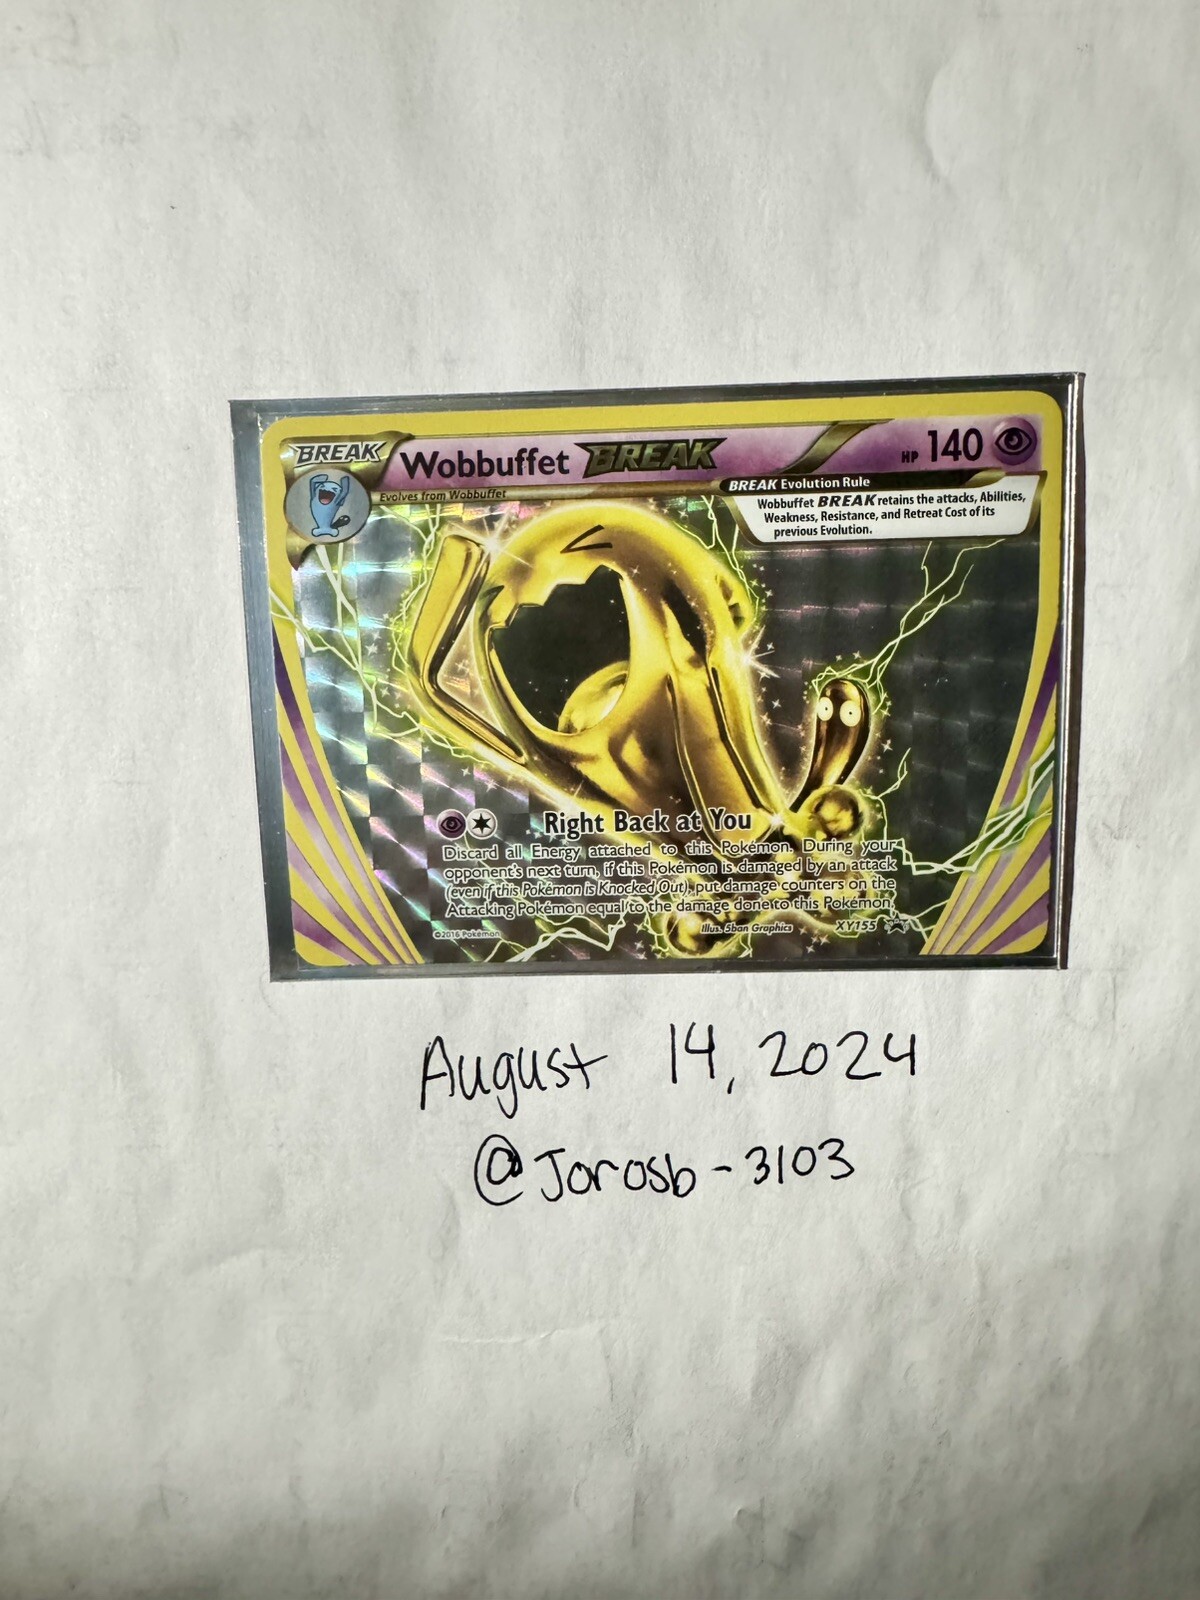 BREAK
Wobbuffet BREAK
HP 140
Evolves from Wobbuffet
BREAK Evolution Rule
Wobbuffet BREAK retains the attacks, Abilities,
Weakness, Resistance, and Retreat Cost of its
previous Evolution.
Right Back at You
Discard all Energy attached to this Pokémon. During your
opponent's next turn, if this Pokémon is damaged by an attack
(even if this Pokémon is Knocked Out), put damage counters on the
Attacking Pokémon equal to the damage done to this Pokémon.
©2016 Pokémon
Illus. 5ban Graphics
XY155
August 14, 2024
@Jorosb-3103